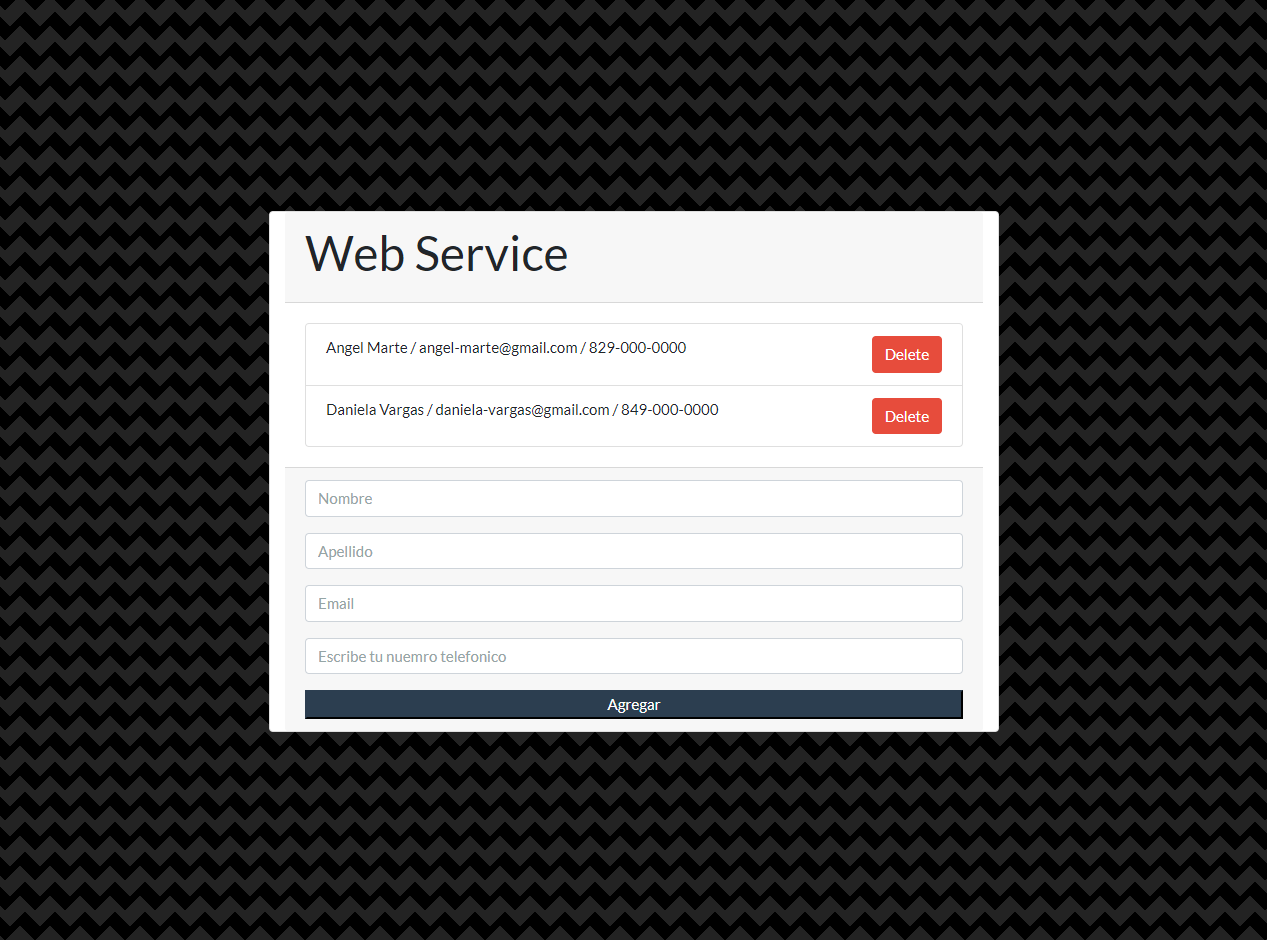 Web Service
Angel Marte / angel-marte@gmail.com / 829-000-0000
Delete
Daniela Vargas / daniela-vargas@gmail.com / 849-000-0000
Delete
Nombre
Apellido
Email
Escribe tu nuemro telefonico
Agregar